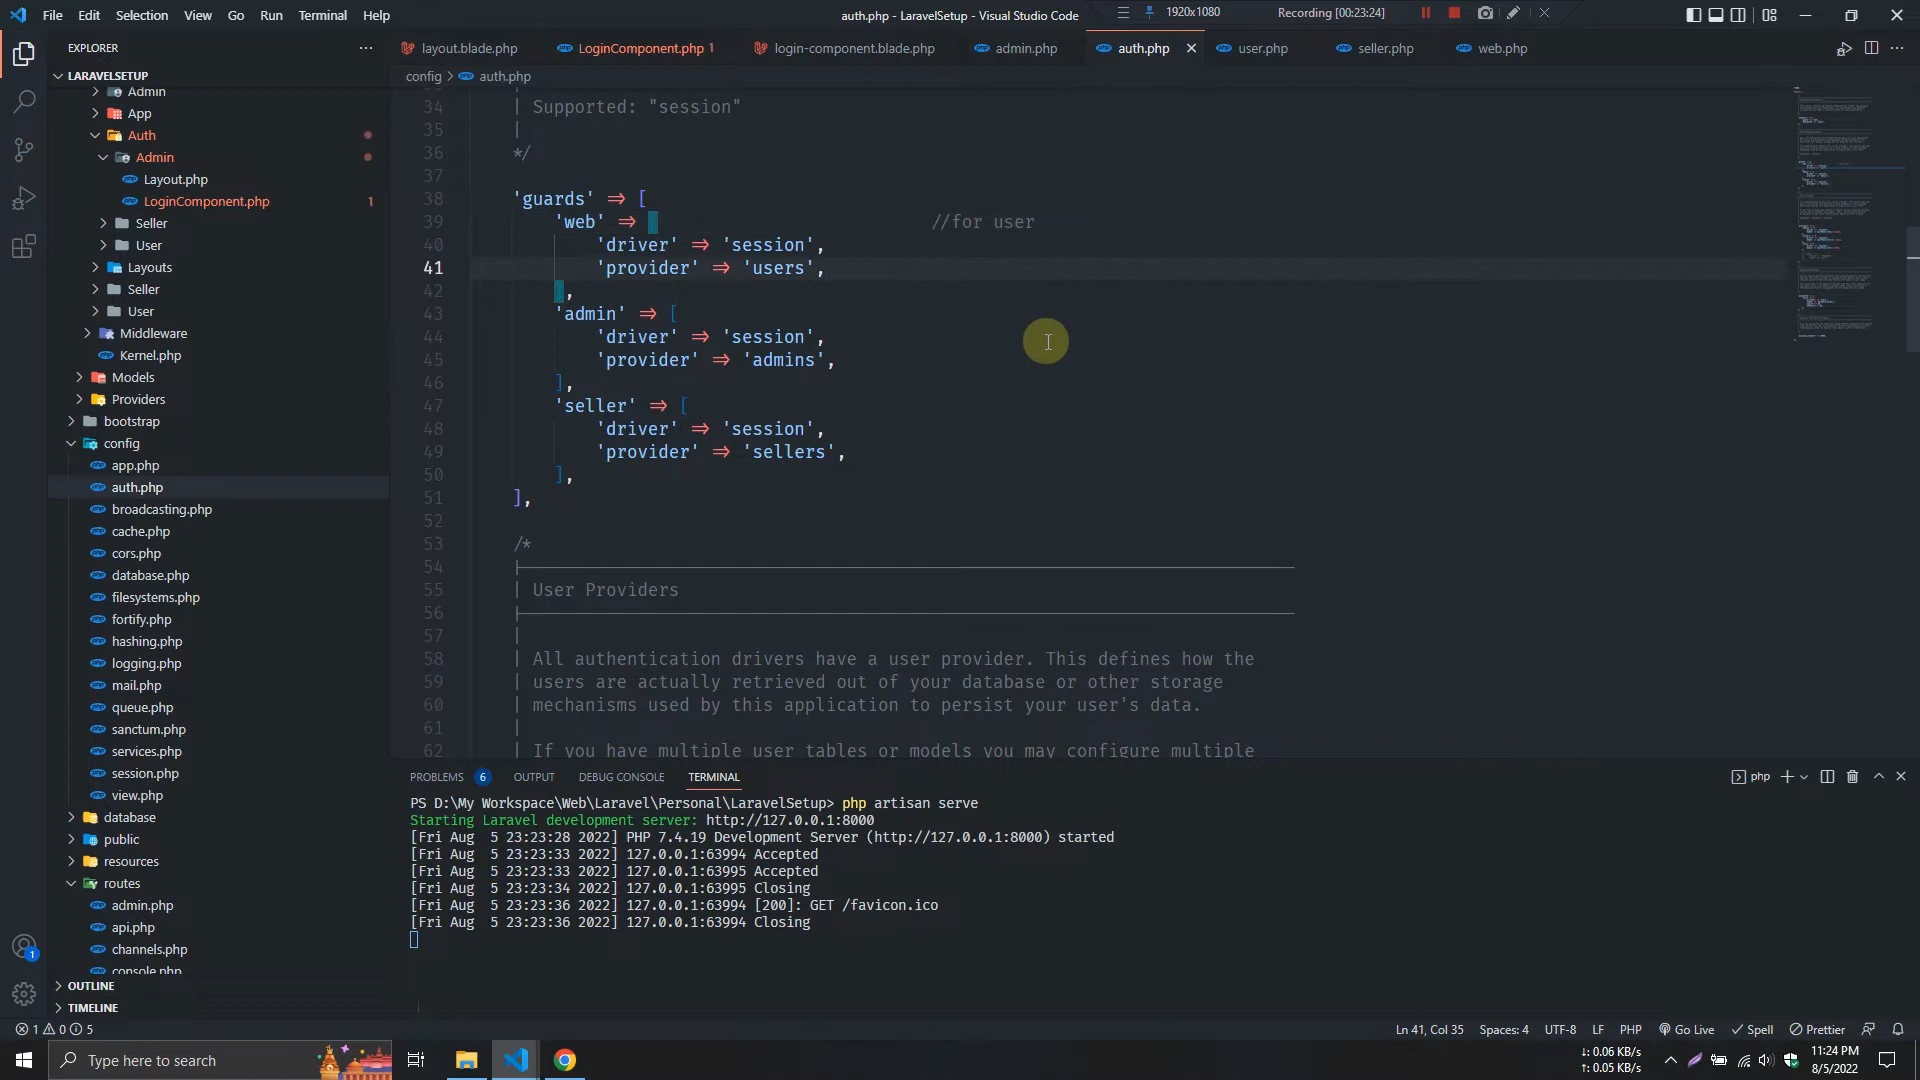 File Edit Selection View Go Run Terminal Help
auth.php - LaravelSetup - Visual Studio Code
1920x1080
Recording [00:23:24]
EXPLORER
LARAVELSETUP
Admin
App
Auth
Admin
Layout.php
LoginComponent.php 1
Seller
User
Layouts
Seller
User
Middleware
Kernel.php
Models
Providers
bootstrap
config
app.php
auth.php
broadcasting.php
cache.php
cors.php
database.php
filesystems.php
fortify.php
hashing.php
logging.php
mail.php
queue.php
sanctum.php
services.php
session.php
view.php
database
public
resources
routes
admin.php
api.php
channels.php
console.php
OUTLINE
TIMELINE
layout.blade.php LoginComponent.php 1 login-component.blade.php admin.php auth.php user.php seller.php web.php
config > auth.php
34 | Supported: "session"
35 |
36 */
37
38 'guards' => [
39 'web' => [ //for user
40 'driver' => 'session',
41 'provider' => 'users',
42 ],
43 'admin' => [
44 'driver' => 'session',
45 'provider' => 'admins',
46 ],
47 'seller' => [
48 'driver' => 'session',
49 'provider' => 'sellers',
50 ],
51 ],
52
53 /*
54
55 | User Providers
56
57 |
58 | All authentication drivers have a user provider. This defines how the
59 | users are actually retrieved out of your database or other storage
60 | mechanisms used by this application to persist your user's data.
61 |
62 | If you have multiple user tables or models you may configure multiple
PROBLEMS 6 OUTPUT DEBUG CONSOLE TERMINAL
php
PS D:\My Workspace\Web\Laravel\Personal\LaravelSetup> php artisan serve
Starting Laravel development server: http://127.0.0.1:8000
[Fri Aug  5 23:23:28 2022] PHP 7.4.19 Development Server (http://127.0.0.1:8000) started
[Fri Aug  5 23:23:33 2022] 127.0.0.1:63994 Accepted
[Fri Aug  5 23:23:33 2022] 127.0.0.1:63995 Accepted
[Fri Aug  5 23:23:34 2022] 127.0.0.1:63995 Closing
[Fri Aug  5 23:23:36 2022] 127.0.0.1:63994 [200]: GET /favicon.ico
[Fri Aug  5 23:23:36 2022] 127.0.0.1:63994 Closing
1 0 5
Ln 41, Col 35 Spaces: 4 UTF-8 LF PHP Go Live Spell Prettier
1
Type here to search
↓: 0.06 KB/s
↑: 0.05 KB/s
11:24 PM
8/5/2022